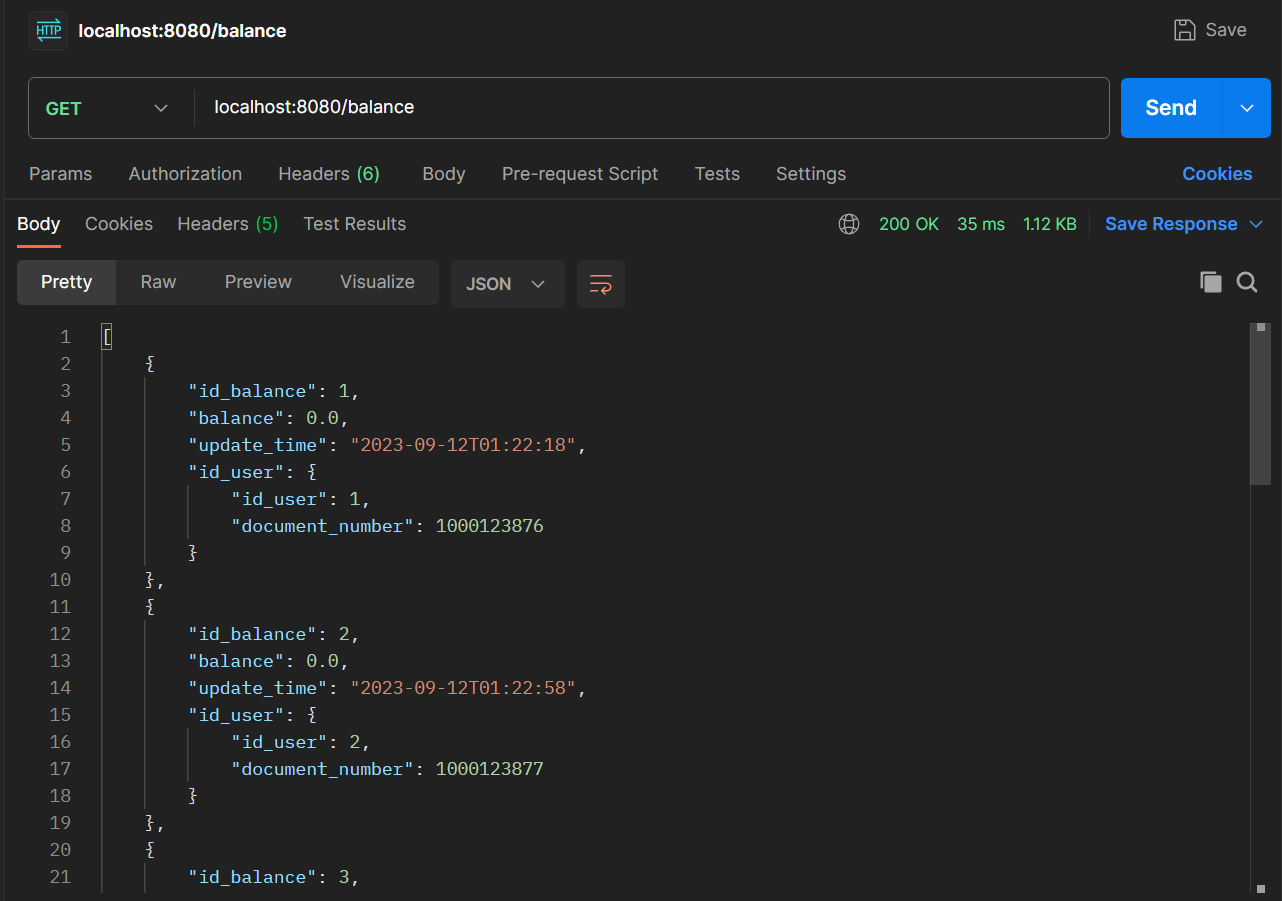 HTTP localhost:8080/balance Save
GET localhost:8080/balance Send
Params Authorization Headers (6) Body Pre-request Script Tests Settings Cookies
Body Cookies Headers (5) Test Results 200 OK 35 ms 1.12 KB Save Response
Pretty Raw Preview Visualize JSON
1 [
2 {
3 "id_balance": 1,
4 "balance": 0.0,
5 "update_time": "2023-09-12T01:22:18",
6 "id_user": {
7 "id_user": 1,
8 "document_number": 1000123876
9 }
10 },
11 {
12 "id_balance": 2,
13 "balance": 0.0,
14 "update_time": "2023-09-12T01:22:58",
15 "id_user": {
16 "id_user": 2,
17 "document_number": 1000123877
18 }
19 },
20 {
21 "id_balance": 3,